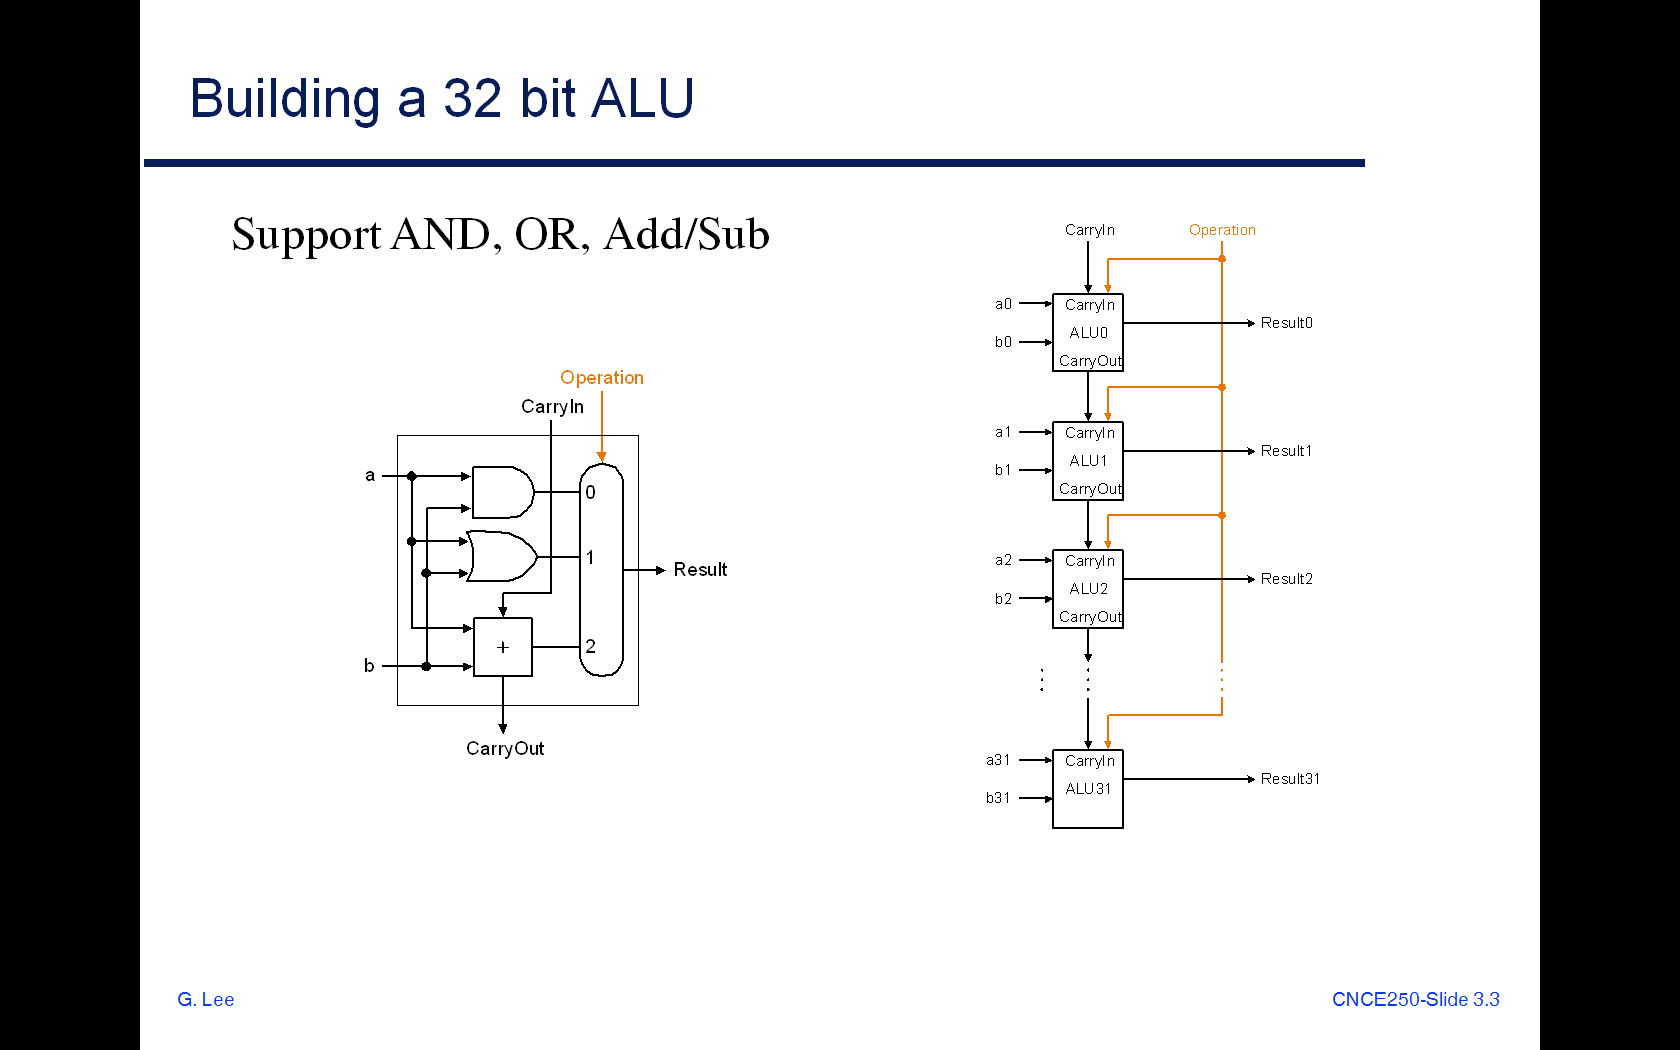 Building a 32 bit ALU
Support AND, OR, Add/Sub
Operation
CarryIn
a
0
1
Result
+
2
b
CarryOut
CarryIn
Operation
a0
CarryIn
Result0
ALU0
b0
CarryOut
a1
CarryIn
Result1
ALU1
b1
CarryOut
a2
CarryIn
Result2
ALU2
b2
CarryOut
a31
CarryIn
Result31
ALU31
b31
G. Lee
CNCE250-Slide 3.3